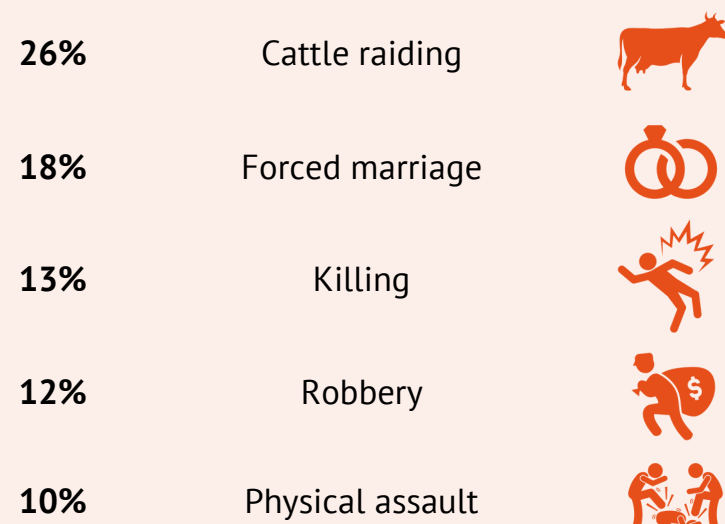 26% Cattle raiding
18% Forced marriage
13% Killing
12% Robbery
$
10% Physical assault